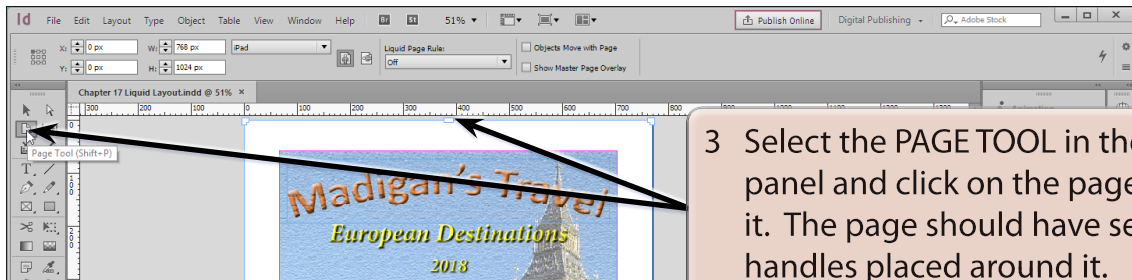 Id File Edit Layout Type Object Table View Window Help Br St 51% Publish Online Digital Publishing Adobe Stock
X: 0 px W: 768 px iPad Liquid Page Rule: Objects Move with Page
Y: 0 px H: 1024 px Off Show Master Page Overlay
Chapter 17 Liquid Layout.indd @ 51% ×
300 200 100 0 100 200 300 400 500 600 700 800
Page Tool (Shift+P)
Madigan's Travel
European Destinations
2018
3 Select the PAGE TOOL in the
panel and click on the page
it. The page should have se
handles placed around it.